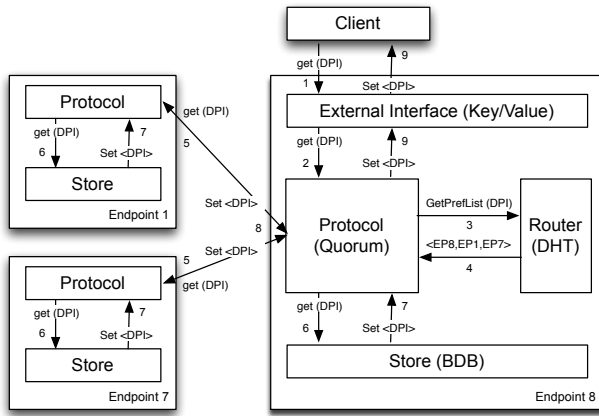 Client
get (DPI)
9
1
Set <DPI>
External Interface (Key/Value)
get (DPI)
9
2
Set <DPI>
Protocol
get (DPI)
7
6
Set <DPI>
Store
Endpoint 1
get (DPI)
5
Set <DPI>
8
Set <DPI>
5
get (DPI)
Protocol
(Quorum)
GetPrefList (DPI)
3
<EP8,EP1,EP7>
4
Router
(DHT)
Protocol
get (DPI)
7
6
Set <DPI>
Store
Endpoint 7
get (DPI)
7
6
Set <DPI>
Store (BDB)
Endpoint 8